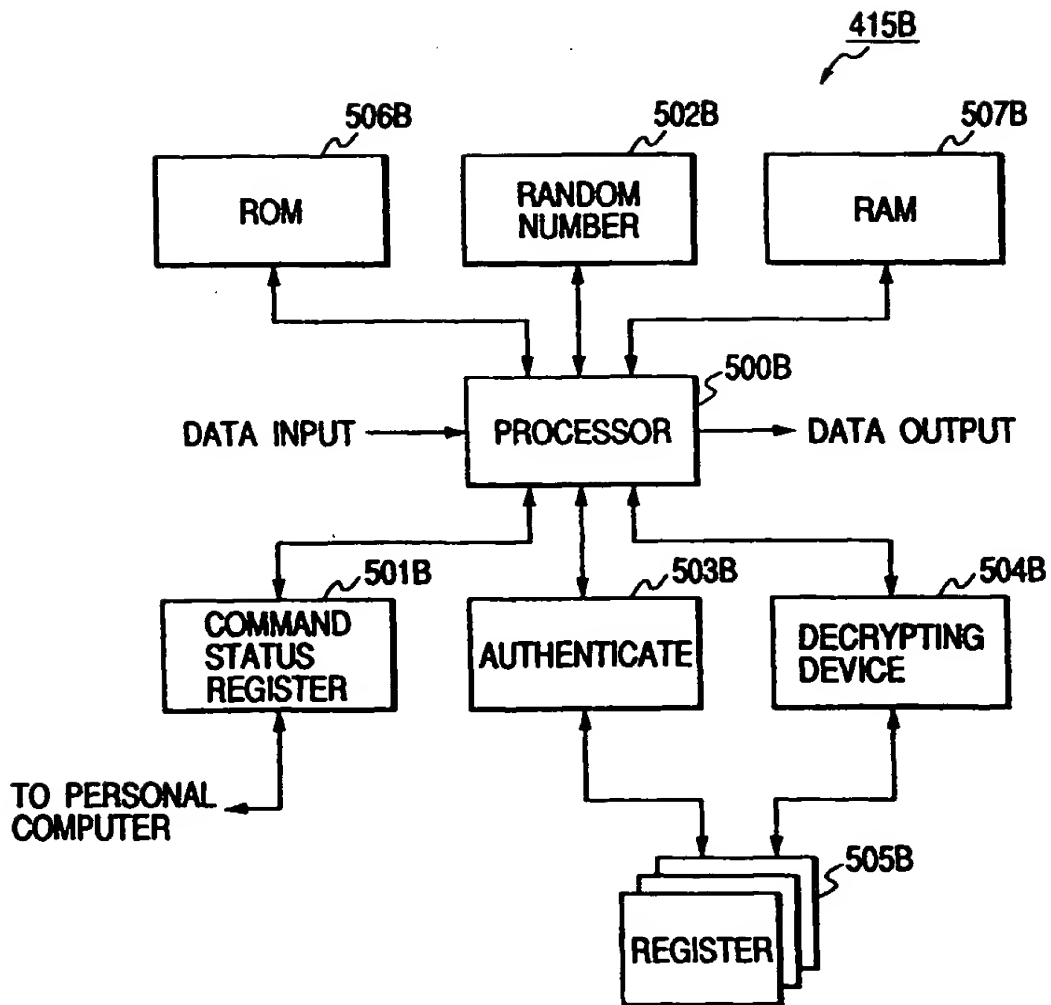 415B
506B
502B
507B
ROM
RANDOM
NUMBER
RAM
500B
DATA INPUT
PROCESSOR
DATA OUTPUT
501B
503B
504B
COMMAND
STATUS
REGISTER
AUTHENTICATE
DECRYPTING
DEVICE
TO PERSONAL
COMPUTER
505B
REGISTER